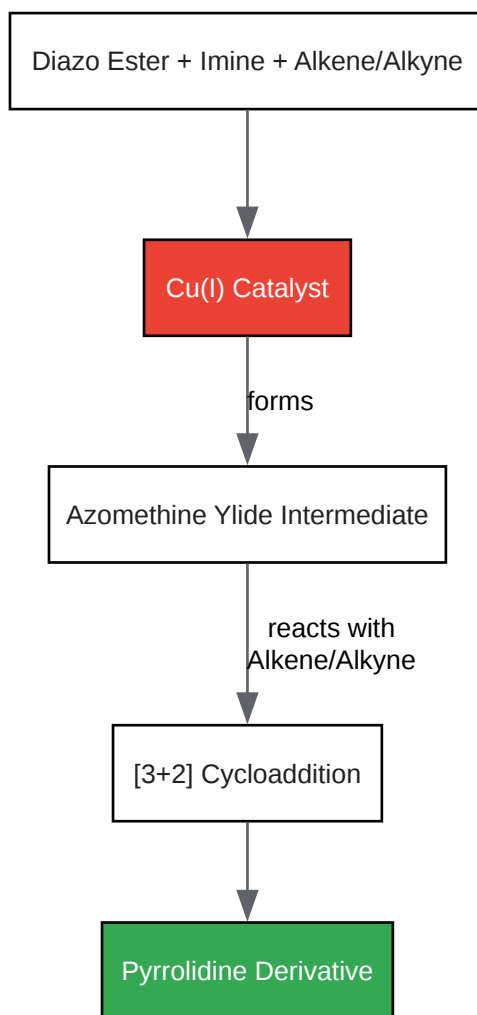 Diazo Ester + Imine + Alkene/Alkyne
Cu(I) Catalyst
forms
Azomethine Ylide Intermediate
reacts with
Alkene/Alkyne
[3+2] Cycloaddition
Pyrrolidine Derivative